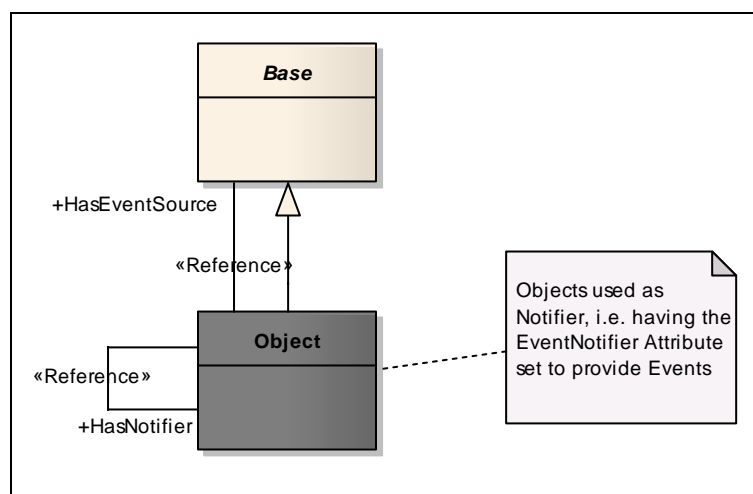 Base
+HasEventSource
«Reference»
Object
«Reference»
+HasNotifier
Objects used as
Notifier, i.e. having the
EventNotifier Attribute
set to provide Events